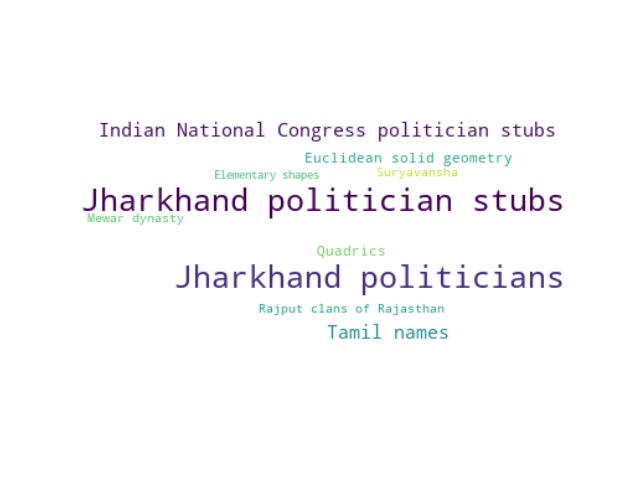 Indian National Congress politician stubs
Euclidean solid geometry
Elementary shapes
Suryavansha
Jharkhand politician stubs
Mewar dynasty
Quadrics
Jharkhand politicians
Rajput clans of Rajasthan
Tamil names